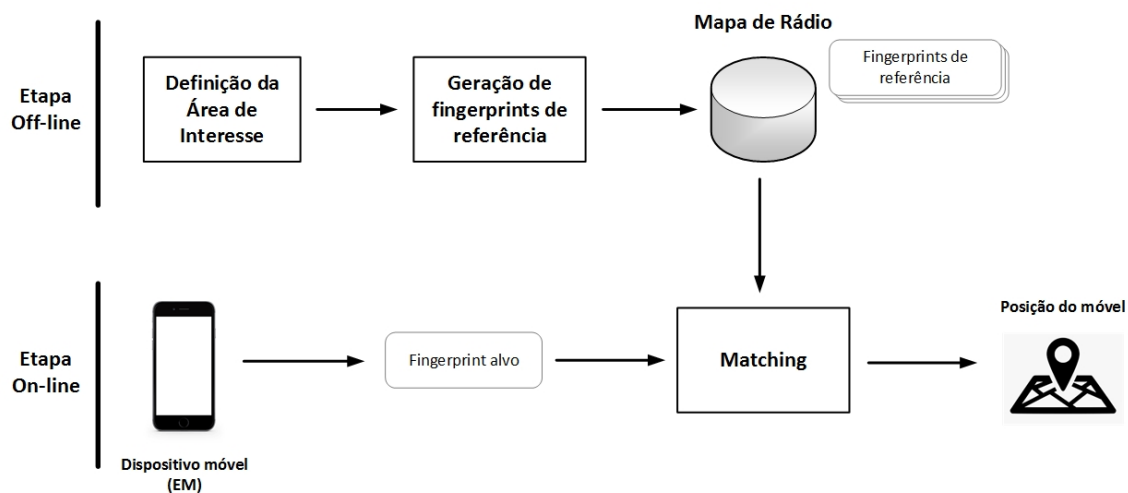 Mapa de Rádio
Etapa
Off-line
Definição da
Área de
Interesse
Geração de
fingerprints de
referência
Fingerprints de
referência
Etapa
On-line
Dispositivo móvel
(EM)
Fingerprint alvo
Matching
Posição do móvel